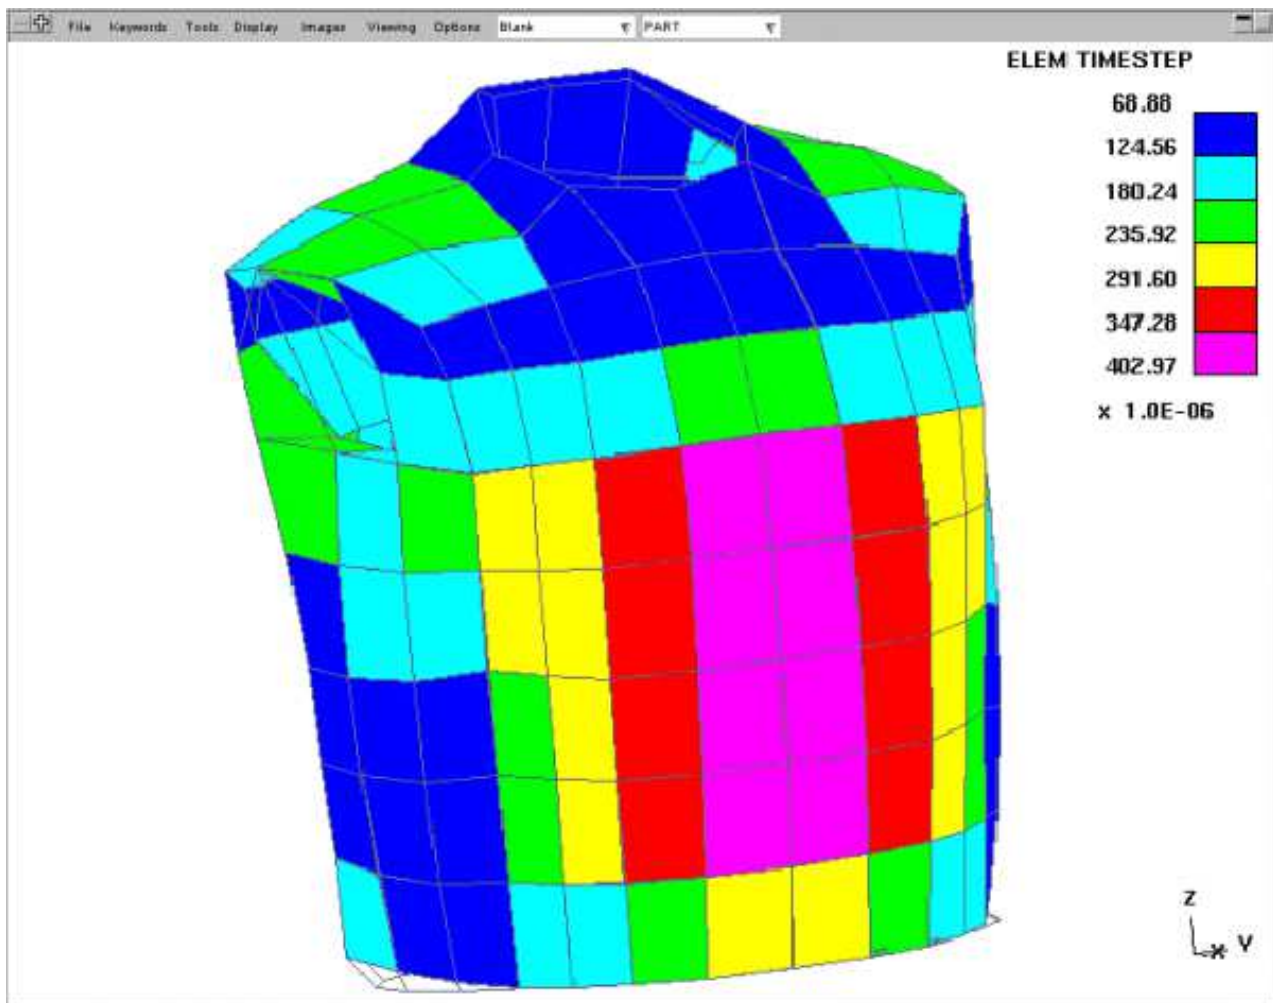 File Keywords Tools Display Images Viewing Options Blank PART
ELEM TIMESTEP
68.88
124.56
180.24
235.92
291.60
347.28
402.97
x 1.0E-06
Z
X Y